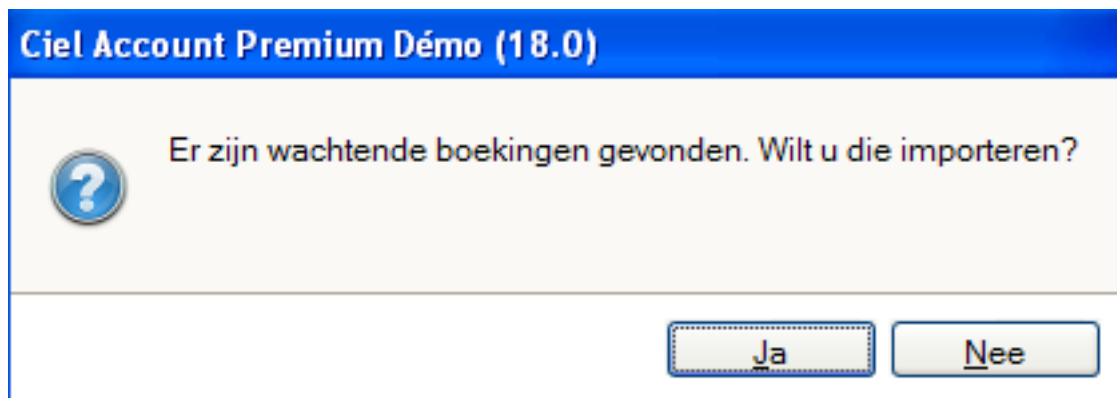 Ciel Account Premium Démo (18.0)
Er zijn wachtende boekingen gevonden. Wilt u die importeren?
Ja
Nee